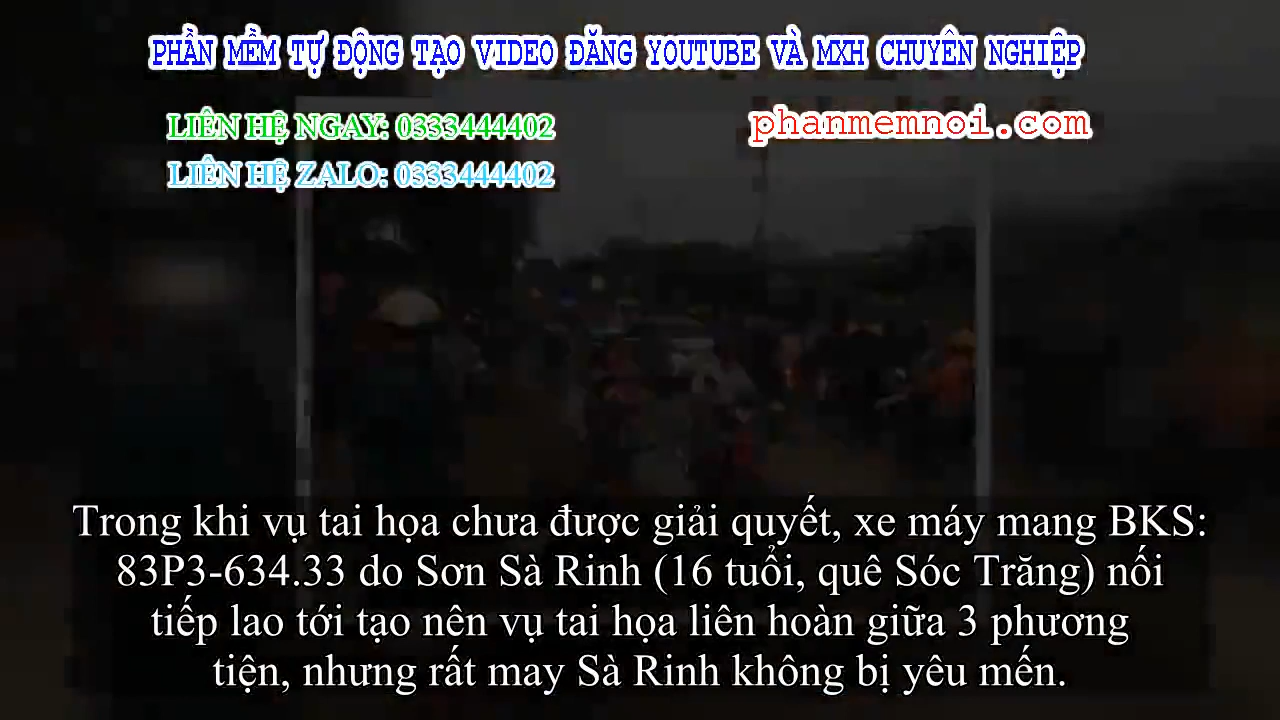 PHẦN MỀM TỰ ĐỘNG TẠO VIDEO ĐĂNG YOUTUBE VÀ MXH CHUYÊN NGHIỆP
LIÊN HỆ NGAY: 0333444402
phanmemnoi.com
LIÊN HỆ ZALO: 0333444402
Trong khi vụ tai họa chưa được giải quyết, xe máy mang BKS:
83P3-634.33 do Sơn Sà Rinh (16 tuổi, quê Sóc Trăng) nối
tiếp lao tới tạo nên vụ tai họa liên hoàn giữa 3 phương
tiện, nhưng rất may Sà Rinh không bị yêu mến.